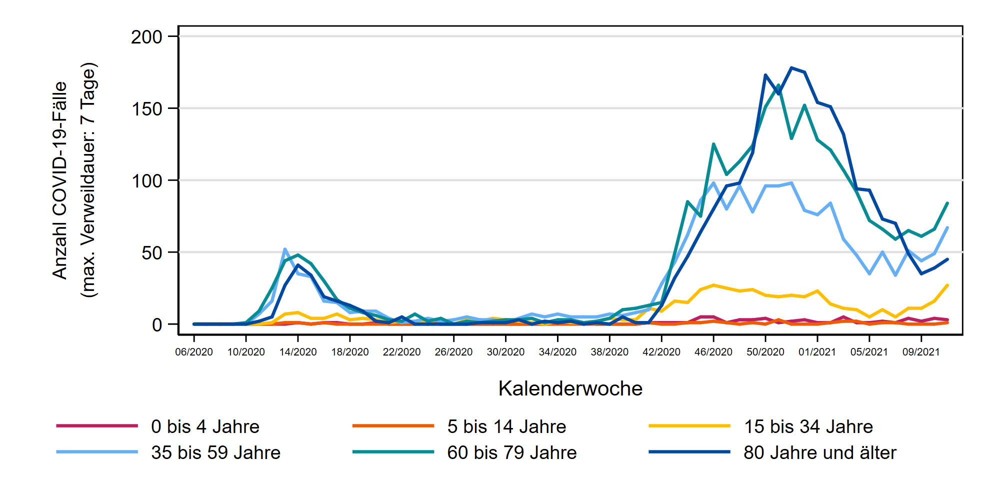 Anzahl COVID-19-Fälle
(max. Verweildauer: 7 Tage)
200
150
100
50
0
06/2020 10/2020 14/2020 18/2020 22/2020 26/2020 30/2020 34/2020 38/2020 42/2020 46/2020 50/2020 01/2021 05/2021 09/2021
Kalenderwoche
0 bis 4 Jahre 5 bis 14 Jahre 15 bis 34 Jahre
35 bis 59 Jahre 60 bis 79 Jahre 80 Jahre und älter